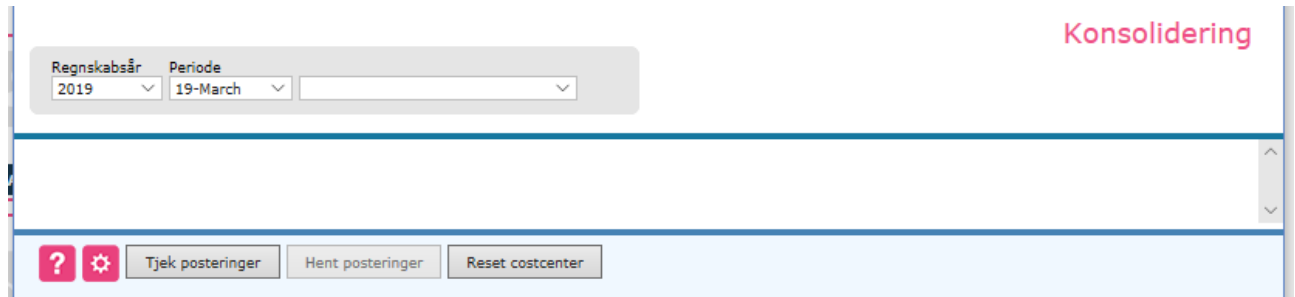 Konsolidering
Regnskabsår Periode
2019 19-March
? Tjek posteringer Hent posteringer Reset costcenter